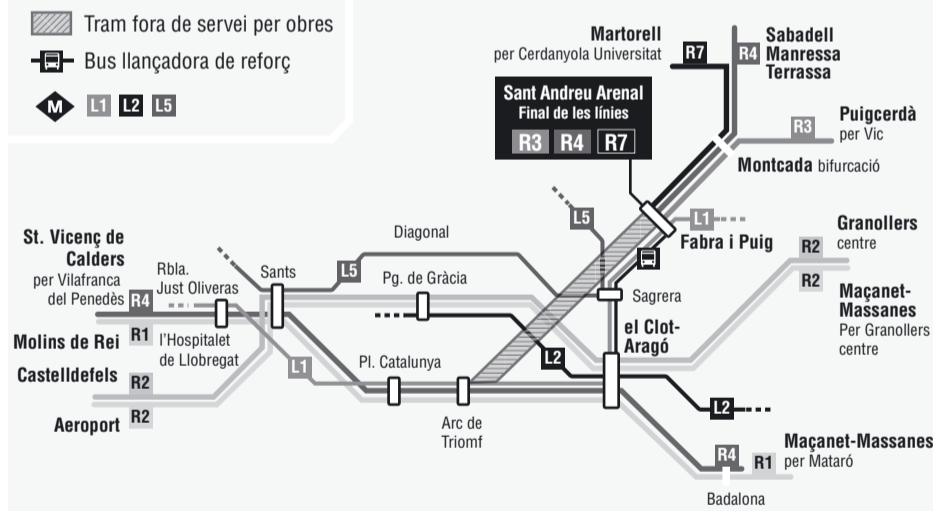 Tram fora de servei per obres
Bus llançadora de reforç
M L1 L2 L5
Martorell
per Cerdanyola Universitat
R7
R4
Sabadell
Manressa
Terrassa
Sant Andreu Arenal
Final de les línies
R3 R4 R7
R3
Puigcerdà
per Vic
Montcada bifurcació
L5
L1
Fabra i Puig
Granollers
centre
R2
R2
Maçanet-
Massanes
Per Granollers
centre
St. Vicenç de
Calders
per Vilafranca
del Penedès
R4
Rbla.
Just Oliveras
Sants
L5
Diagonal
Pg. de Gràcia
Sagrera
Molins de Rei
R1
l'Hospitalet
de Llobregat
el Clot-
Aragó
Castelldefels
R2
L1
Pl. Catalunya
L2
Aeroport
R2
Arc de
Triomf
L2
R4
R1
Maçanet-Massanes
per Mataró
Badalona